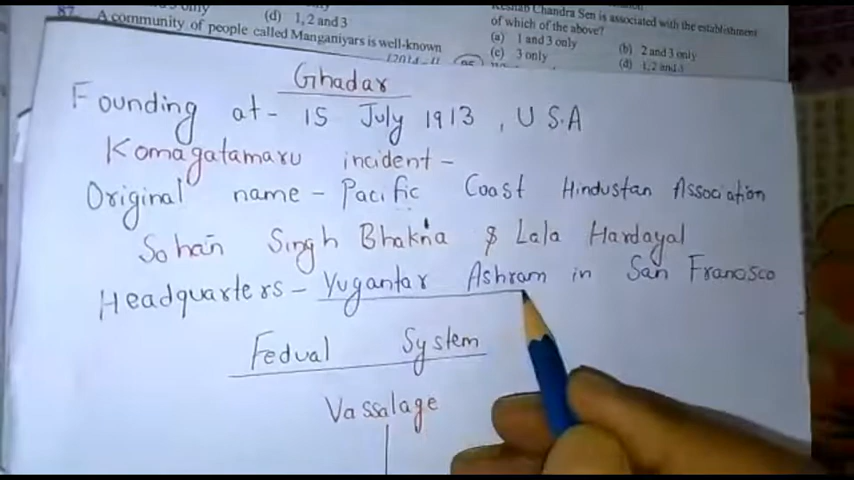 87. A community of people called Manganiyars is well-known
(d) 1, 2 and 3
Keshab Chandra Sen is associated with the establishment
of which of the above?
(a) 1 and 3 only
(b) 2 and 3 only
(c) 3 only
(d) 1, 2 and 3
Ghadar
Founding at- 15 July 1913, U S.A
Komagatamaru incident -
Original name - Pacific Coast Hindustan Association
Sohan Singh Bhakna & Lala Hardayal
Headquarters - Yugantar Ashram in San Francisco
Fedual System
Vassalage